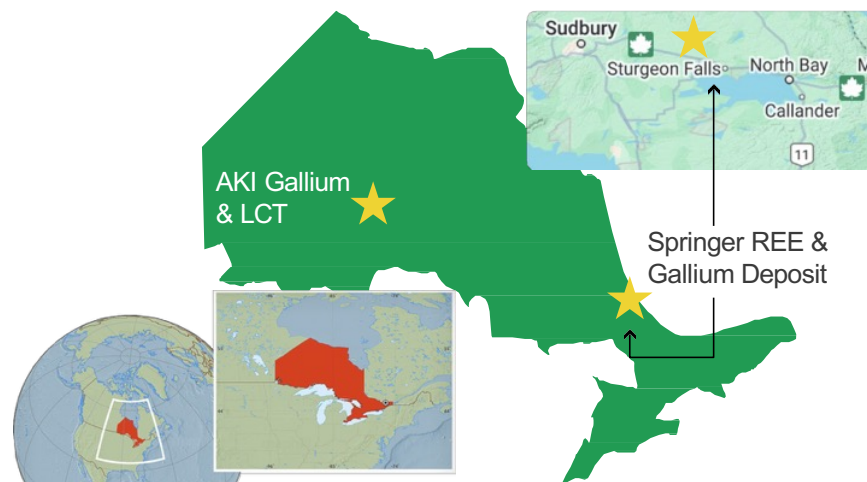 Sudbury
Sturgeon Falls
North Bay
M
Callander
11
AKI Gallium
& LCT
Springer REE &
Gallium Deposit